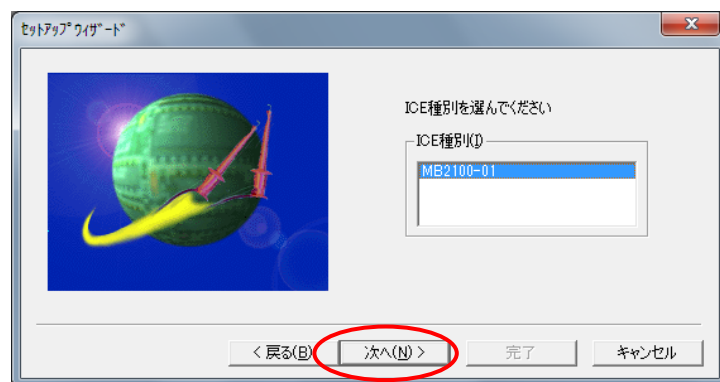 ｾｯﾄｱｯﾌﾟｳｨｻﾞｰﾄﾞ
ICE種別を選んでください
ICE種別(I)
MB2100-01
< 戻る(B)
次へ(N) >
完了
キャンセル